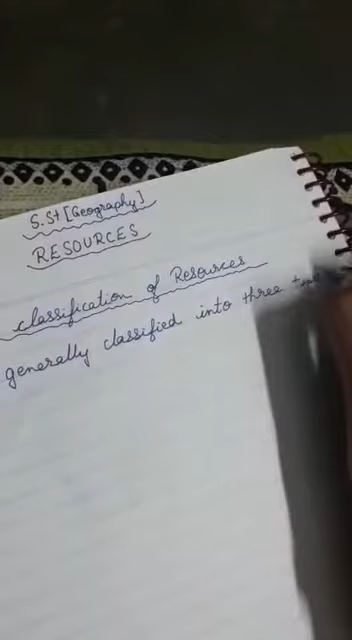 S.St [Geography]
RESOURCES
classification of Resources
generally classified into three